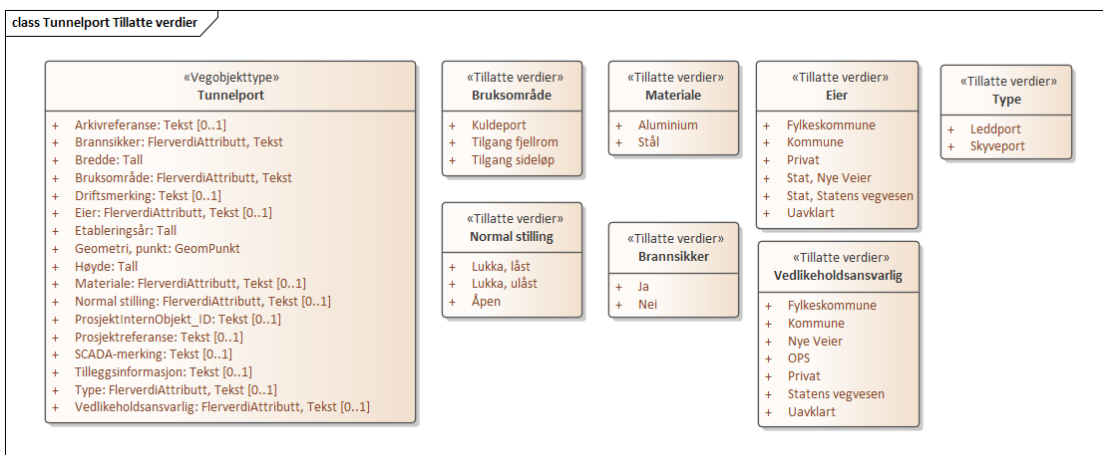 class Tunnelport Tillatte verdier
«Vegobjekttype»
Tunnelport
+ Arkivreferanse: Tekst [0..1]
+ Brannsikker: FlerverdiAttributt, Tekst
+ Bredde: Tall
+ Bruksområde: FlerverdiAttributt, Tekst
+ Driftsmerking: Tekst [0..1]
+ Eier: FlerverdiAttributt, Tekst [0..1]
+ Etableringsår: Tall
+ Geometri, punkt: GeomPunkt
+ Høyde: Tall
+ Materiale: FlerverdiAttributt, Tekst [0..1]
+ Normal stilling: FlerverdiAttributt, Tekst [0..1]
+ ProsjektInternObjekt_ID: Tekst [0..1]
+ Prosjektreferanse: Tekst [0..1]
+ SCADA-merking: Tekst [0..1]
+ Tilleggsinformasjon: Tekst [0..1]
+ Type: FlerverdiAttributt, Tekst [0..1]
+ Vedlikeholdsansvarlig: FlerverdiAttributt, Tekst [0..1]
«Tillatte verdier»
Bruksområde
+ Kuldeport
+ Tilgang fjellrom
+ Tilgang sideløp
«Tillatte verdier»
Materiale
+ Aluminium
+ Stål
«Tillatte verdier»
Eier
+ Fylkeskommune
+ Kommune
+ Privat
+ Stat, Nye Veier
+ Stat, Statens vegvesen
+ Uavklart
«Tillatte verdier»
Type
+ Leddport
+ Skyveport
«Tillatte verdier»
Normal stilling
+ Lukka, låst
+ Lukka, ulåst
+ Åpen
«Tillatte verdier»
Brannsikker
+ Ja
+ Nei
«Tillatte verdier»
Vedlikeholdsansvarlig
+ Fylkeskommune
+ Kommune
+ Nye Veier
+ OPS
+ Privat
+ Statens vegvesen
+ Uavklart